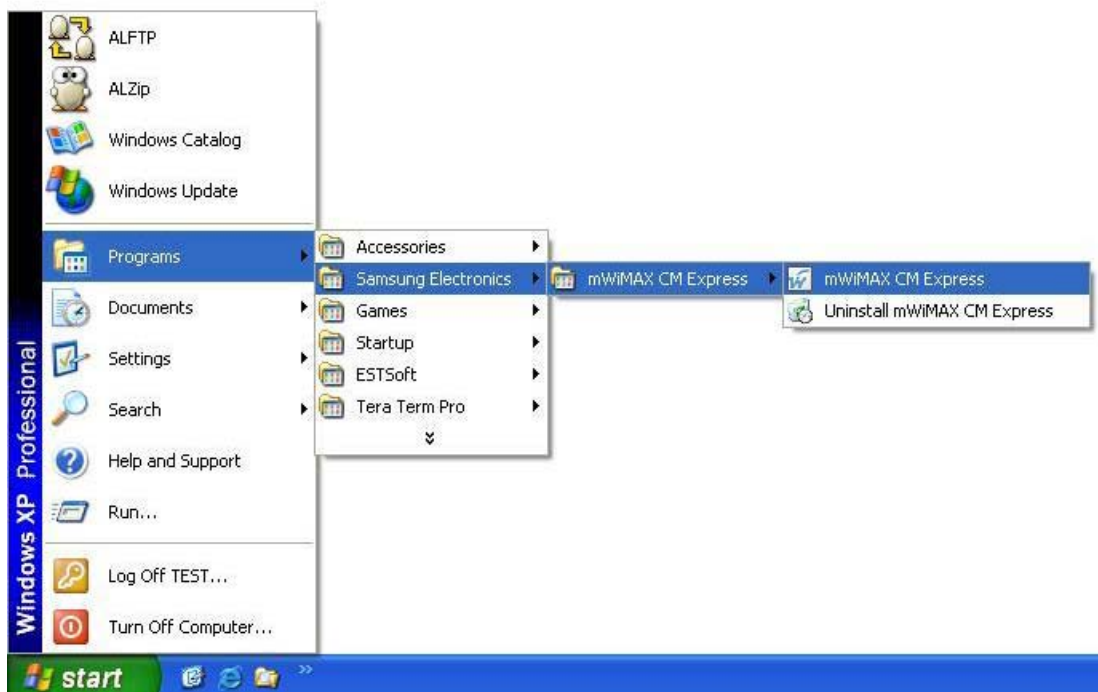 ALFTP
ALZip
Windows Catalog
Windows Update
Programs
Documents
Settings
Search
Help and Support
Run...
Log Off TEST...
Turn Off Computer...
Windows XP Professional
Accessories
Samsung Electronics
Games
Startup
ESTSoft
Tera Term Pro
mWiMAX CM Express
mWiMAX CM Express
Uninstall mWiMAX CM Express
start